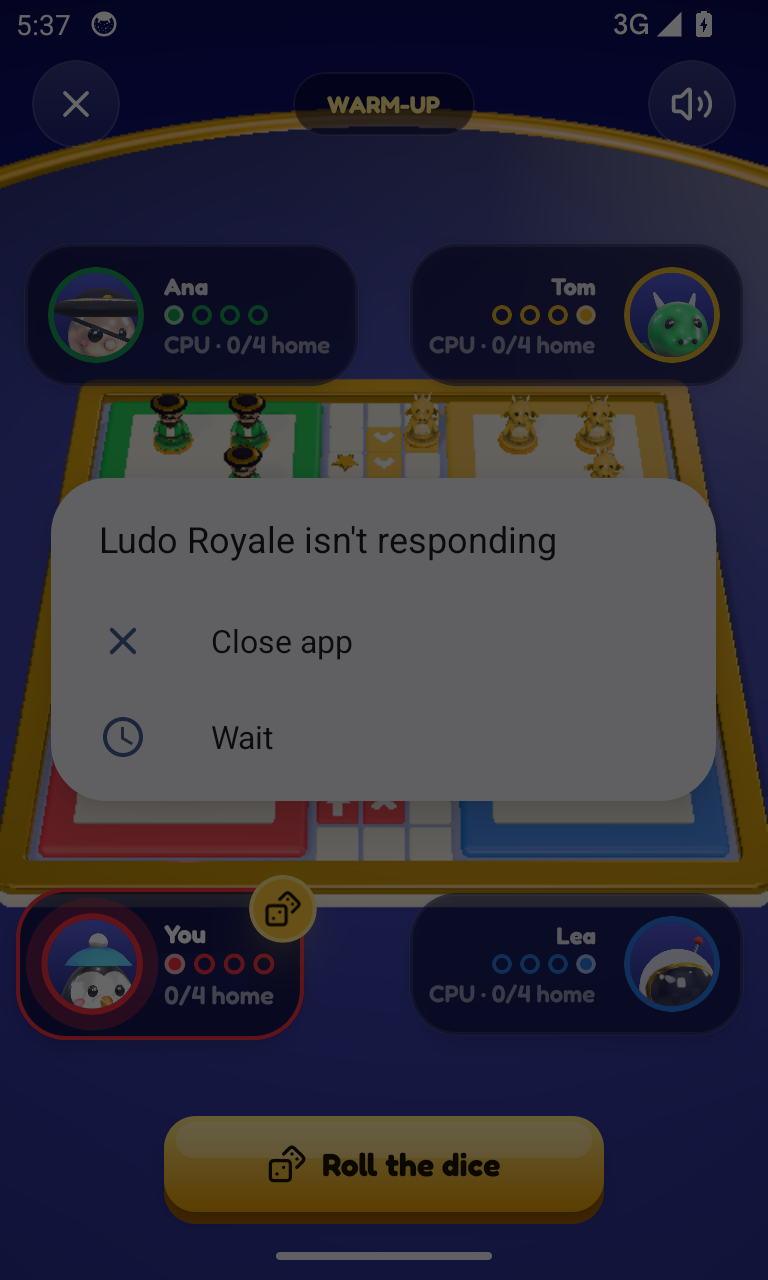 5:37
3G
WARM-UP
Ana
CPU · 0/4 home
Tom
CPU · 0/4 home
Ludo Royale isn't responding
Close app
Wait
You
0/4 home
Lea
CPU · 0/4 home
Roll the dice